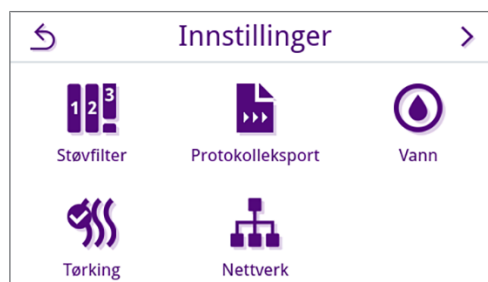 Innstillinger
1 2 3
Støvfilter
Protokolleksport
Vann
Tørking
Nettverk